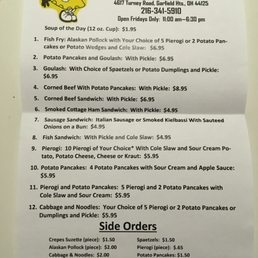 4617 Turney Road, Garfield Hts., OH 44125
216-341-5910
Open Fridays Only: 11:00 am-6:30 pm
Soup of the Day (12 oz. Cup): $1.95
1. Fish Fry: Alaskan Pollock with Your Choice of 5 Pierogi or 2 Potato Pan-
cakes or Potato Wedges and Cole Slaw:
2. Potato Pancakes and Goulash: With Pickle: $6.95
3. Goulash: With Choice of Spaetzels or Potato Dumplings and Pickle:
$6.95
4. Corned Beef With Potato Pancakes: With Pickle: $8.95
5. Corned Beef Sandwich: With Pickle: $6.95
6. Smoked Cottage Ham Sandwich: With Pickle: $6.95
7. Sausage Sandwich: Italian Sausage or Smoked Kielbasi With Sauteed
Onions on a Bun: $4.95
8. Fish Sandwich: With Pickle and Cole Slaw: $4.95
9. Pierogi: 10 Pierogi of Your Choice* With Cole Slaw and Sour Cream Po-
tato, Potato Cheese, Cheese or Kraut: $5.95
10. Potato Pancakes: 4 Potato Pancakes with Sour Cream and Apple Sauce:
$5.95
11. Pierogi and Potato Pancakes: 5 Pierogi and 2 Potato Pancakes with
Cole Slaw and Sour Cream: $5.95
12. Cabbage and Noodles: Your Choice of 5 Pierogi or 2 Potato Pancakes or
Dumplings and Pickle: $5.95
Side Orders
Crepes Suzette (piece): $1.50 Spaetzels: $1.50
Alaskan Pollock (piece): $2.00 Pierogi (piece): $.65
Cabbage & Noodles: $2.00 Potato Pancakes (piece): $1.50